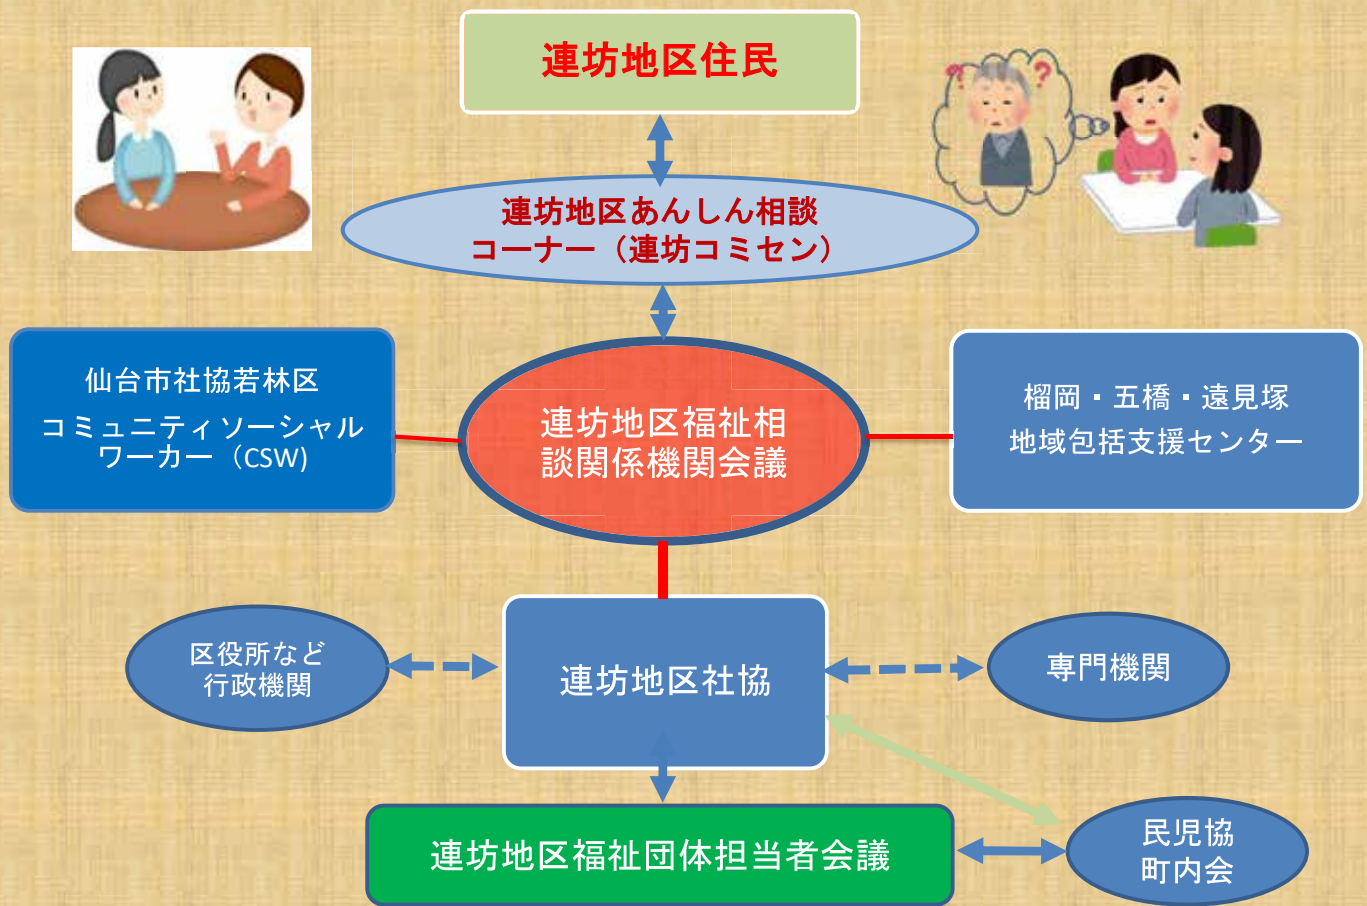 連坊地区住民
? ?
連坊地区あんしん相談
コーナー（連坊コミセン）
仙台市社協若林区
コミュニティソーシャル
ワーカー（CSW)
連坊地区福祉相
談関係機関会議
榴岡・五橋・遠見塚
地域包括支援センター
区役所など
行政機関
連坊地区社協
専門機関
連坊地区福祉団体担当者会議
民児協
町内会